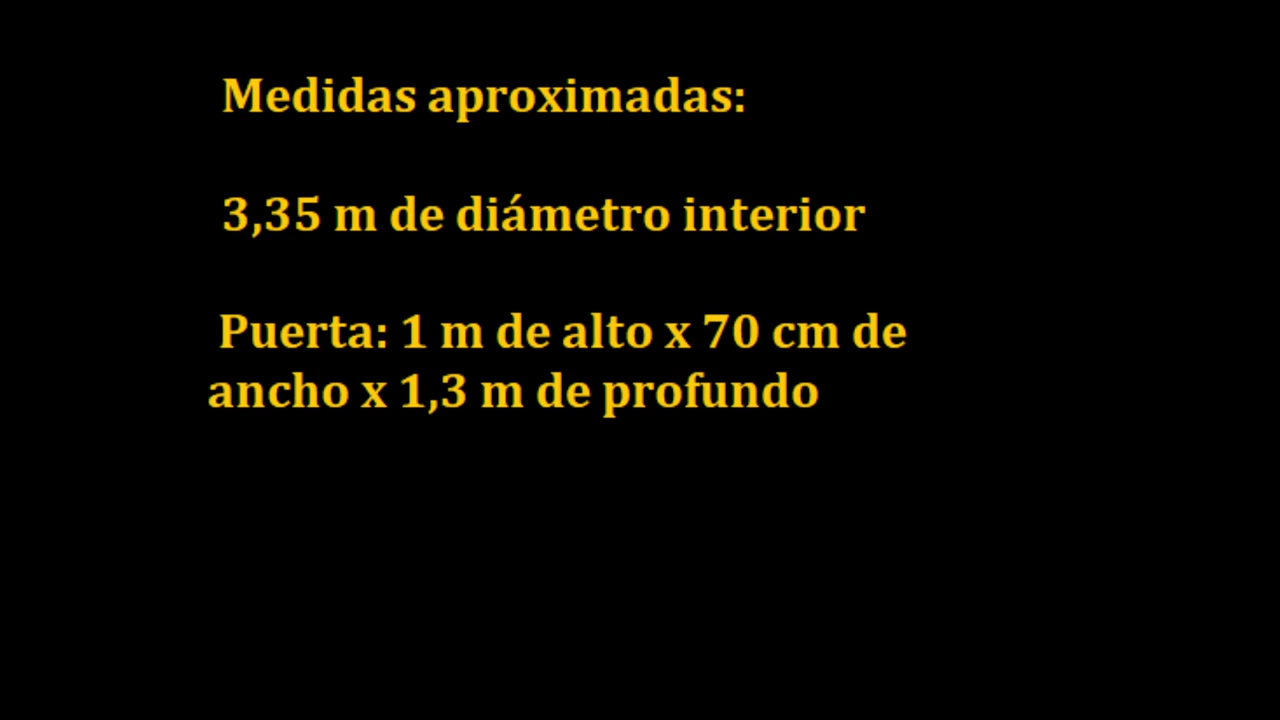 Medidas aproximadas:
3,35 m de diámetro interior
Puerta: 1 m de alto x 70 cm de
ancho x 1,3 m de profundo